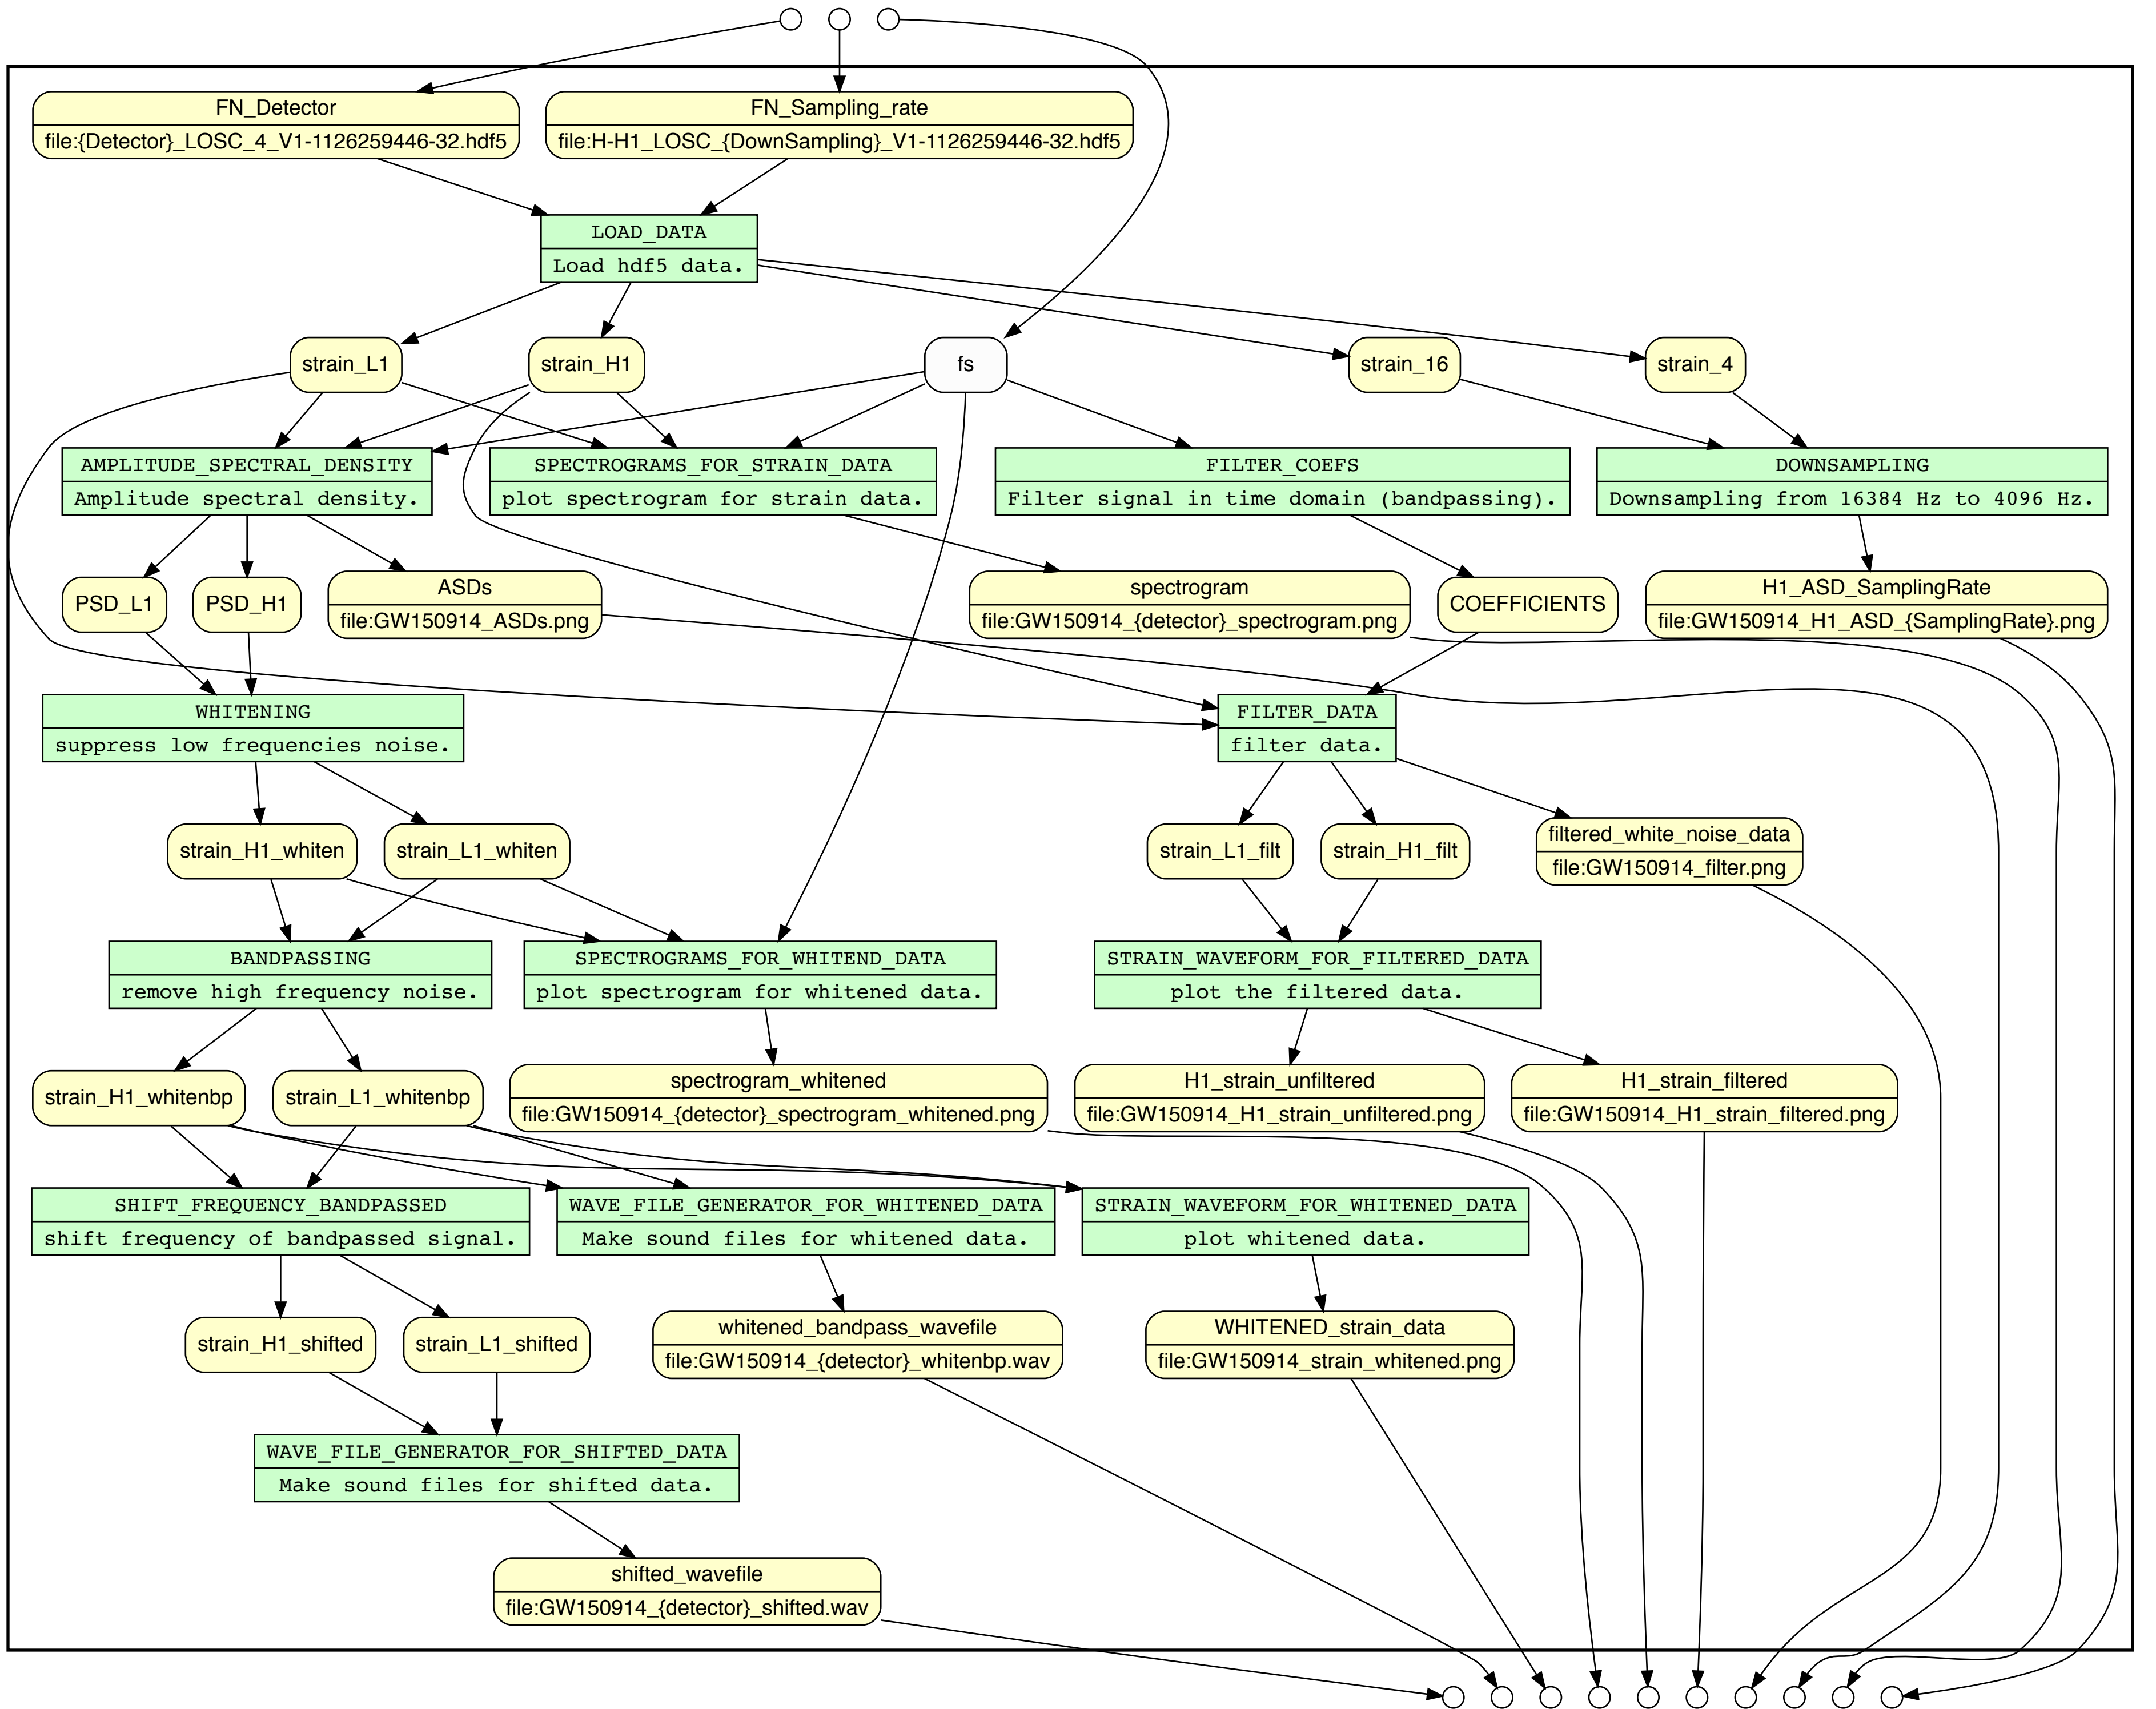 FN_Detector
file:{Detector}_LOSC_4_V1-1126259446-32.hdf5
FN_Sampling_rate
file:H-H1_LOSC_{DownSampling}_V1-1126259446-32.hdf5
LOAD_DATA
Load hdf5 data.
strain_L1
strain_H1
fs
strain_16
strain_4
AMPLITUDE_SPECTRAL_DENSITY
Amplitude spectral density.
SPECTROGRAMS_FOR_STRAIN_DATA
plot spectrogram for strain data.
FILTER_COEFS
Filter signal in time domain (bandpassing).
DOWNSAMPLING
Downsampling from 16384 Hz to 4096 Hz.
PSD_L1
PSD_H1
ASDs
file:GW150914_ASDs.png
spectrogram
file:GW150914_{detector}_spectrogram.png
COEFFICIENTS
H1_ASD_SamplingRate
file:GW150914_H1_ASD_{SamplingRate}.png
WHITENING
suppress low frequencies noise.
FILTER_DATA
filter data.
strain_H1_whiten
strain_L1_whiten
strain_L1_filt
strain_H1_filt
filtered_white_noise_data
file:GW150914_filter.png
BANDPASSING
remove high frequency noise.
SPECTROGRAMS_FOR_WHITEND_DATA
plot spectrogram for whitened data.
STRAIN_WAVEFORM_FOR_FILTERED_DATA
plot the filtered data.
strain_H1_whitenbp
strain_L1_whitenbp
spectrogram_whitened
file:GW150914_{detector}_spectrogram_whitened.png
H1_strain_unfiltered
file:GW150914_H1_strain_unfiltered.png
H1_strain_filtered
file:GW150914_H1_strain_filtered.png
SHIFT_FREQUENCY_BANDPASSED
shift frequency of bandpassed signal.
WAVE_FILE_GENERATOR_FOR_WHITENED_DATA
Make sound files for whitened data.
STRAIN_WAVEFORM_FOR_WHITENED_DATA
plot whitened data.
strain_H1_shifted
strain_L1_shifted
whitened_bandpass_wavefile
file:GW150914_{detector}_whitenbp.wav
WHITENED_strain_data
file:GW150914_strain_whitened.png
WAVE_FILE_GENERATOR_FOR_SHIFTED_DATA
Make sound files for shifted data.
shifted_wavefile
file:GW150914_{detector}_shifted.wav